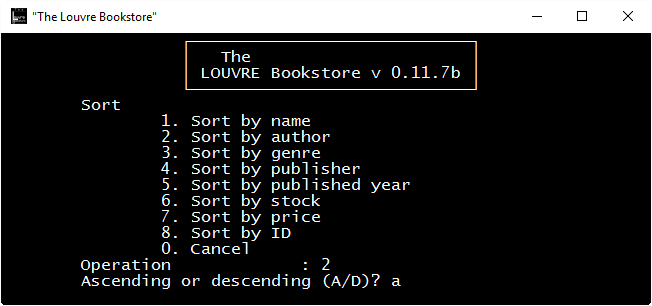 "The Louvre Bookstore"
The
LOUVRE Bookstore v 0.11.7b
Sort
1. Sort by name
2. Sort by author
3. Sort by genre
4. Sort by publisher
5. Sort by published year
6. Sort by stock
7. Sort by price
8. Sort by ID
0. Cancel
Operation : 2
Ascending or descending (A/D)? a